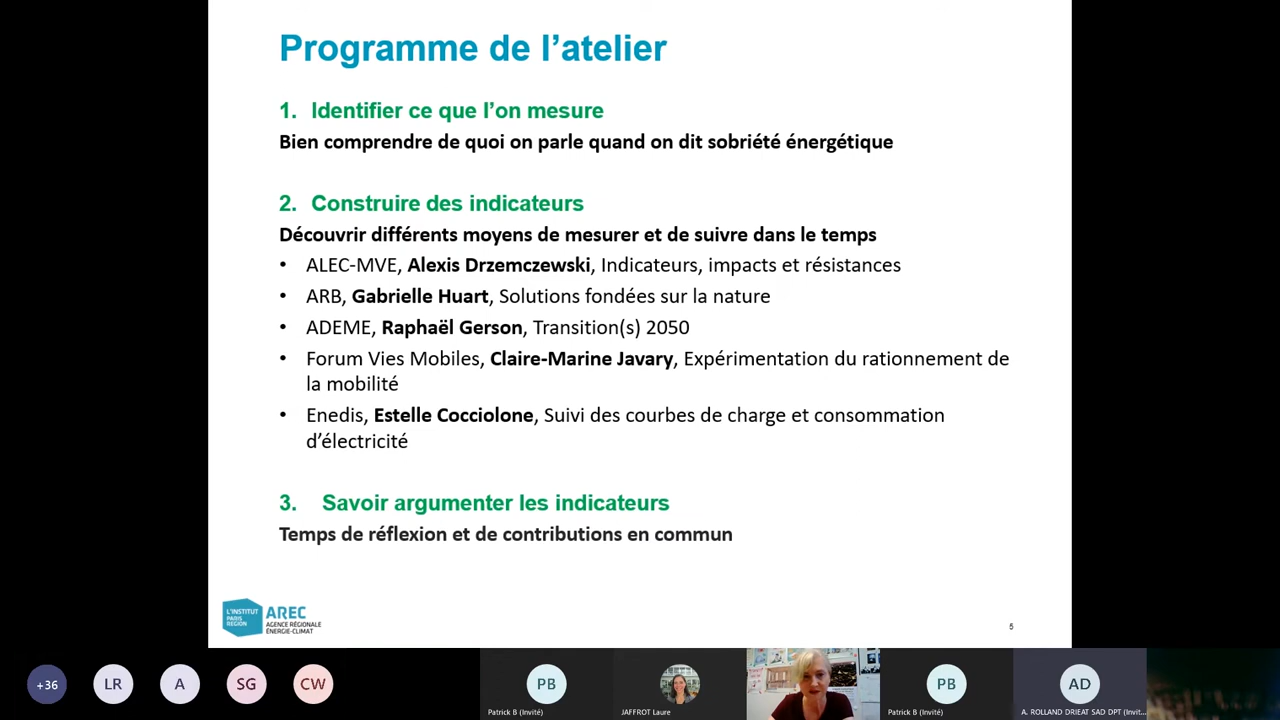 Programme de l’atelier
1. Identifier ce que l’on mesure
Bien comprendre de quoi on parle quand on dit sobriété énergétique
2. Construire des indicateurs
Découvrir différents moyens de mesurer et de suivre dans le temps
• ALEC-MVE, Alexis Drzemczewski, Indicateurs, impacts et résistances
• ARB, Gabrielle Huart, Solutions fondées sur la nature
• ADEME, Raphaël Gerson, Transition(s) 2050
• Forum Vies Mobiles, Claire-Marine Javary, Expérimentation du rationnement de
la mobilité
• Enedis, Estelle Cocciolone, Suivi des courbes de charge et consommation
d’électricité
3. Savoir argumenter les indicateurs
Temps de réflexion et de contributions en commun
L’INSTITUT
PARIS
REGION
AREC
AGENCE RÉGIONALE
ÉNERGIE-CLIMAT
5
+36
LR
A
SG
CW
PB
PB
AD
Patrick B (Invité)
JAFFROT Laure
Patrick B (Invité)
A. ROLLAND DRIEAT SAD DPT (Invit...